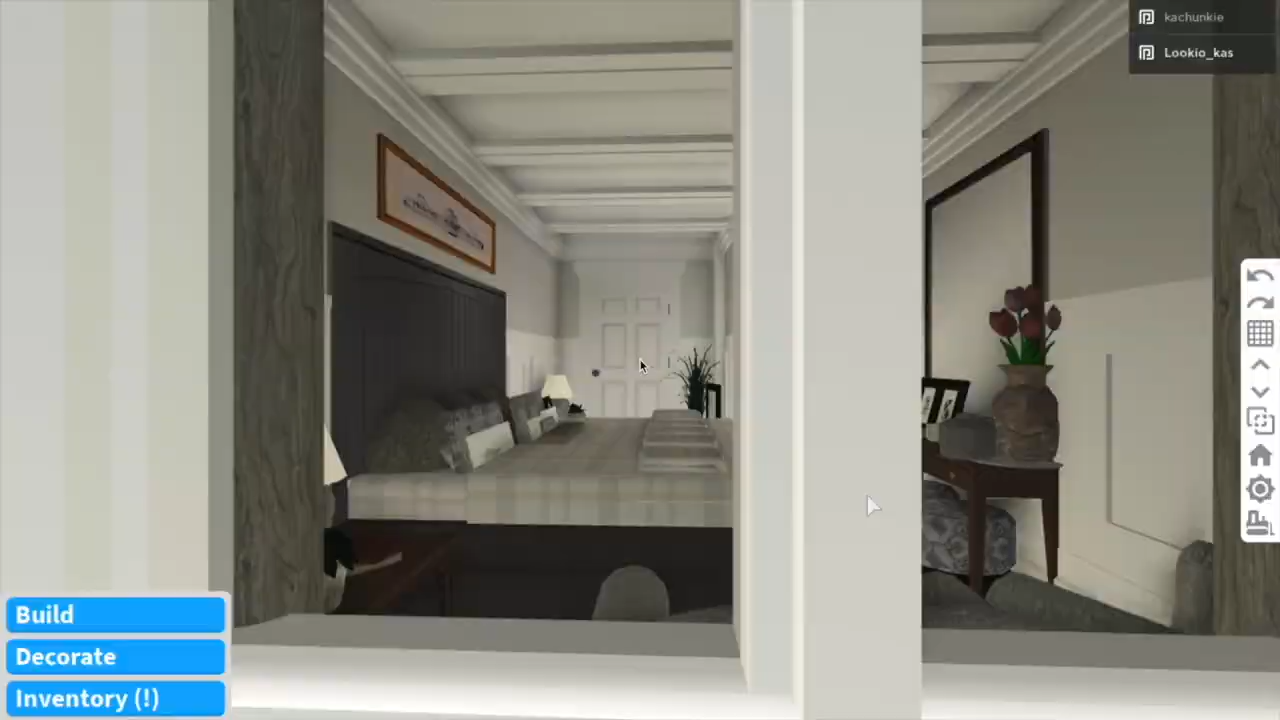 kachunkie
Lookio_kas
Build
Decorate
Inventory (!)